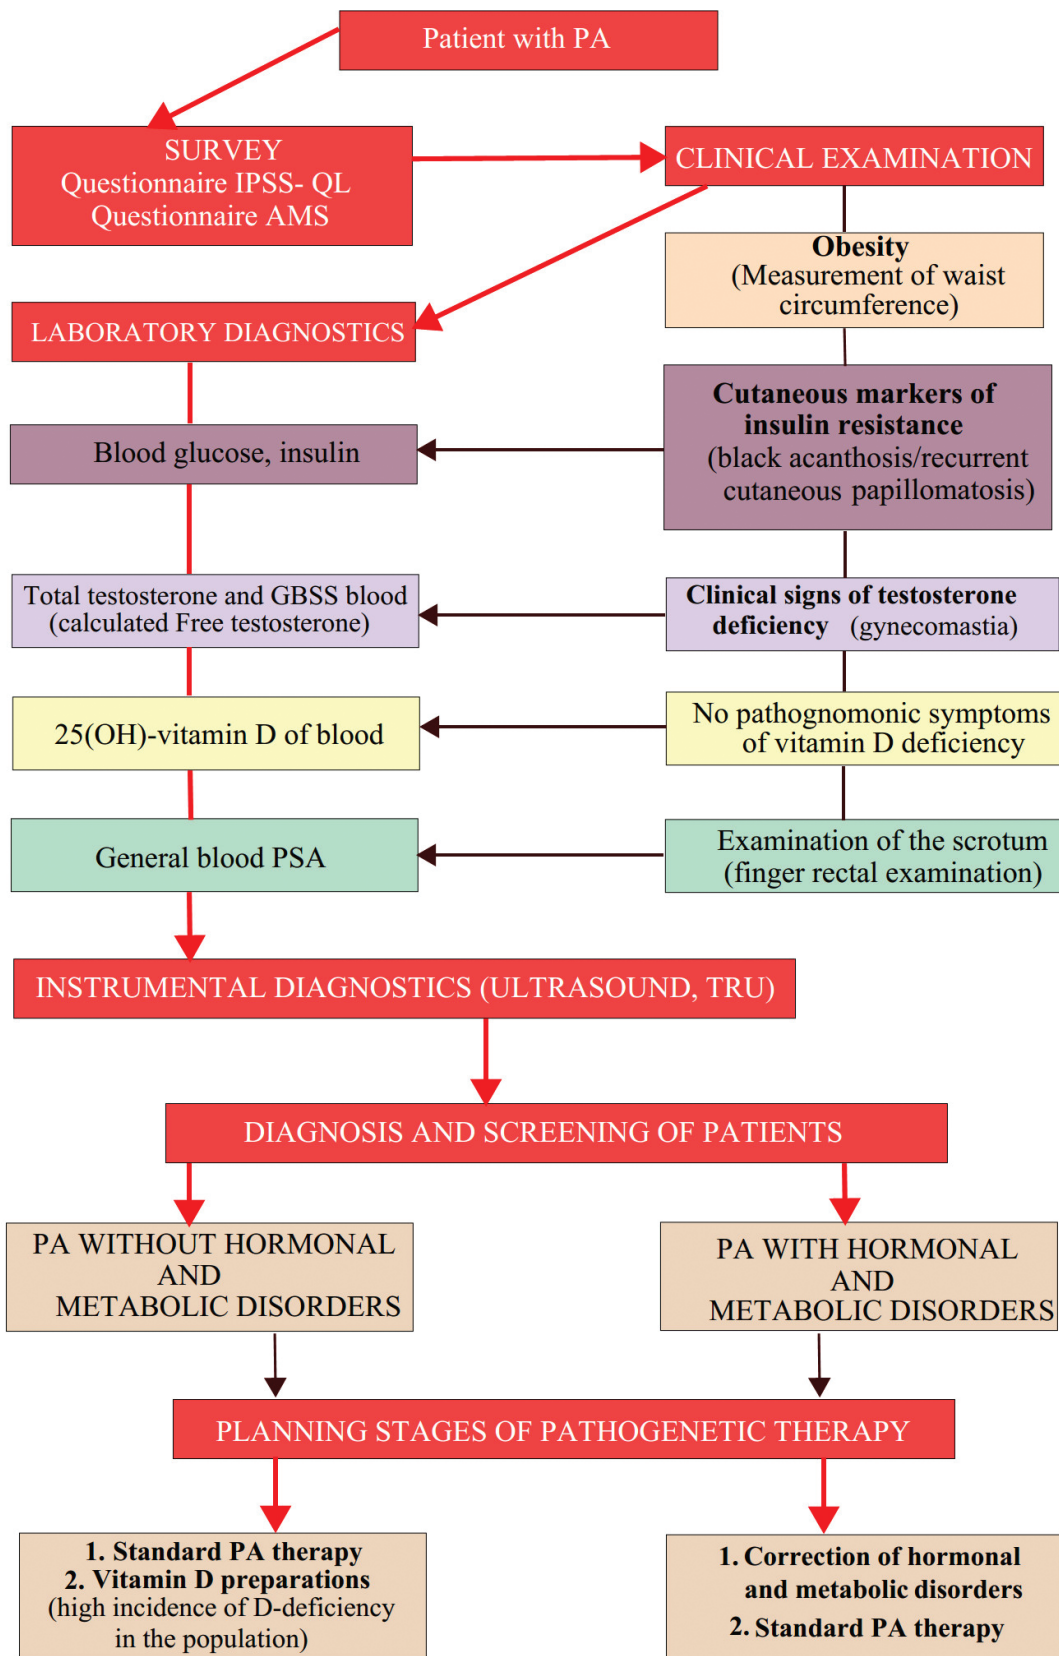 Patient with PA
SURVEY
Questionnaire IPSS- QL
Questionnaire AMS
CLINICAL EXAMINATION
Obesity
(Measurement of waist
circumference)
LABORATORY DIAGNOSTICS
Cutaneous markers of
insulin resistance
(black acanthosis/recurrent
cutaneous papillomatosis)
Blood glucose, insulin
Total testosterone and GBSS blood
(calculated Free testosterone)
Clinical signs of testosterone
deficiency (gynecomastia)
25(OH)-vitamin D of blood
No pathognomonic symptoms
of vitamin D deficiency
General blood PSA
Examination of the scrotum
(finger rectal examination)
INSTRUMENTAL DIAGNOSTICS (ULTRASOUND, TRU)
DIAGNOSIS AND SCREENING OF PATIENTS
PA WITHOUT HORMONAL
AND
METABOLIC DISORDERS
PA WITH HORMONAL
AND
METABOLIC DISORDERS
PLANNING STAGES OF PATHOGENETIC THERAPY
1. Standard PA therapy
2. Vitamin D preparations
(high incidence of D-deficiency
in the population)
1. Correction of hormonal
and metabolic disorders
2. Standard PA therapy